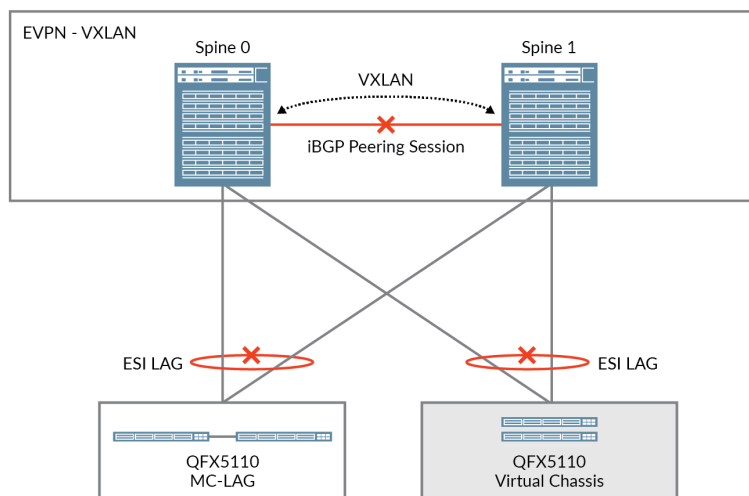 EVPN - VXLAN
Spine 0
Spine 1
VXLAN
iBGP Peering Session
ESI LAG
ESI LAG
QFX5110
MC-LAG
QFX5110
Virtual Chassis